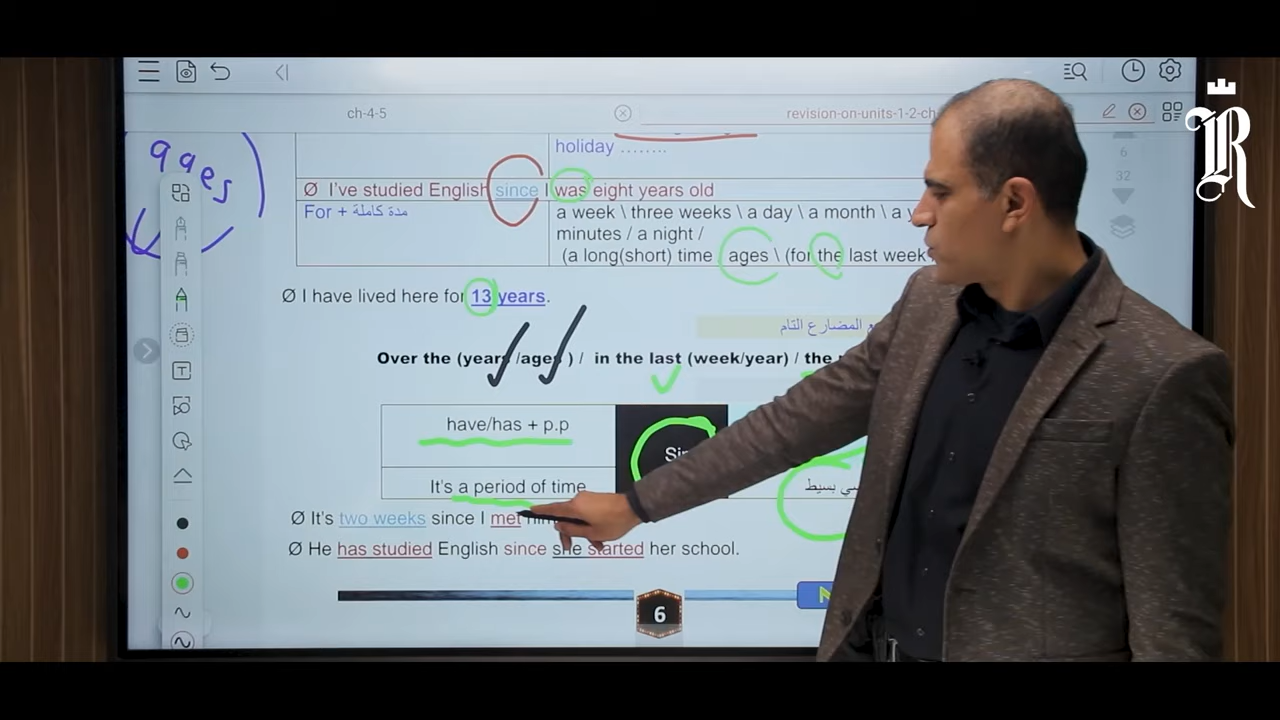 ch-4-5
revision-on-units-1-2-ch
6
32
ages
holiday ........
Ø I've studied English since I was eight years old
For + مدة كاملة
a week \ three weeks \ a day \ a month \ a
minutes / a night /
(a long(short) time ages \ (for the last week
Ø I have lived here for 13 years.
المضارع التام
Over the (years /ages ) / in the last (week/year) / the
have/has + p.p
It's a period of time
بسيط
Ø It's two weeks since I met him
Ø He has studied English since she started her school.
6
R